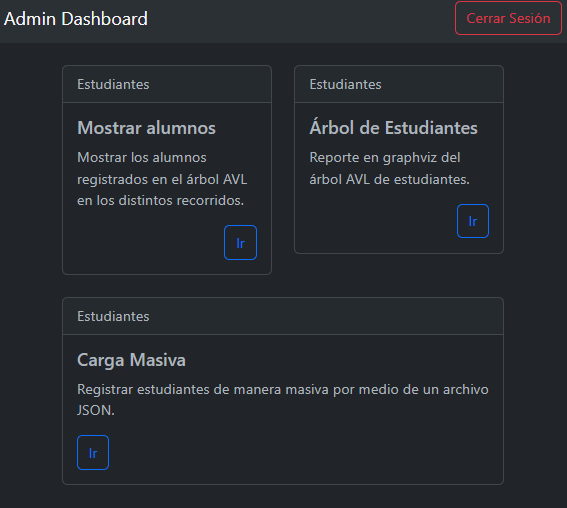 Admin Dashboard
Cerrar Sesión
Estudiantes
Mostrar alumnos
Mostrar los alumnos
registrados en el árbol AVL
en los distintos recorridos.
Ir
Estudiantes
Árbol de Estudiantes
Reporte en graphviz del
árbol AVL de estudiantes.
Ir
Estudiantes
Carga Masiva
Registrar estudiantes de manera masiva por medio de un archivo
JSON.
Ir